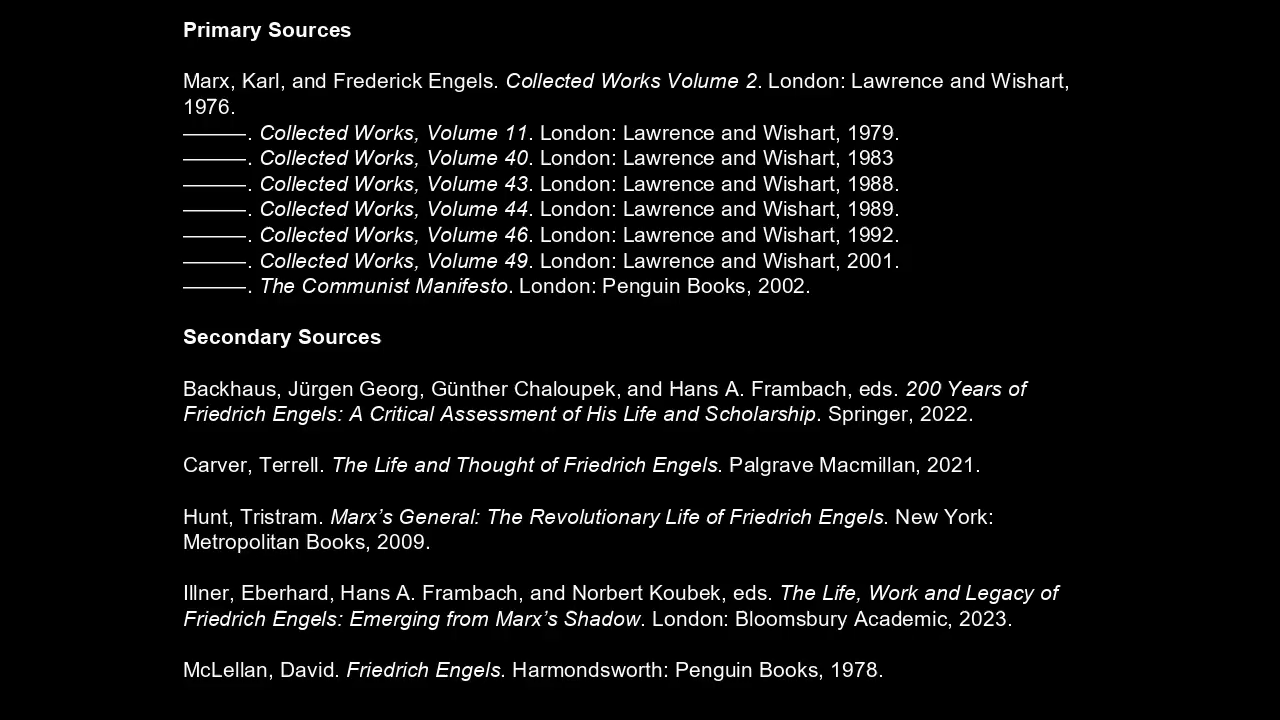 Primary Sources
Marx, Karl, and Frederick Engels. Collected Works Volume 2. London: Lawrence and Wishart,
1976.
———. Collected Works, Volume 11. London: Lawrence and Wishart, 1979.
———. Collected Works, Volume 40. London: Lawrence and Wishart, 1983
———. Collected Works, Volume 43. London: Lawrence and Wishart, 1988.
———. Collected Works, Volume 44. London: Lawrence and Wishart, 1989.
———. Collected Works, Volume 46. London: Lawrence and Wishart, 1992.
———. Collected Works, Volume 49. London: Lawrence and Wishart, 2001.
———. The Communist Manifesto. London: Penguin Books, 2002.
Secondary Sources
Backhaus, Jürgen Georg, Günther Chaloupek, and Hans A. Frambach, eds. 200 Years of
Friedrich Engels: A Critical Assessment of His Life and Scholarship. Springer, 2022.
Carver, Terrell. The Life and Thought of Friedrich Engels. Palgrave Macmillan, 2021.
Hunt, Tristram. Marx’s General: The Revolutionary Life of Friedrich Engels. New York:
Metropolitan Books, 2009.
Illner, Eberhard, Hans A. Frambach, and Norbert Koubek, eds. The Life, Work and Legacy of
Friedrich Engels: Emerging from Marx’s Shadow. London: Bloomsbury Academic, 2023.
McLellan, David. Friedrich Engels. Harmondsworth: Penguin Books, 1978.